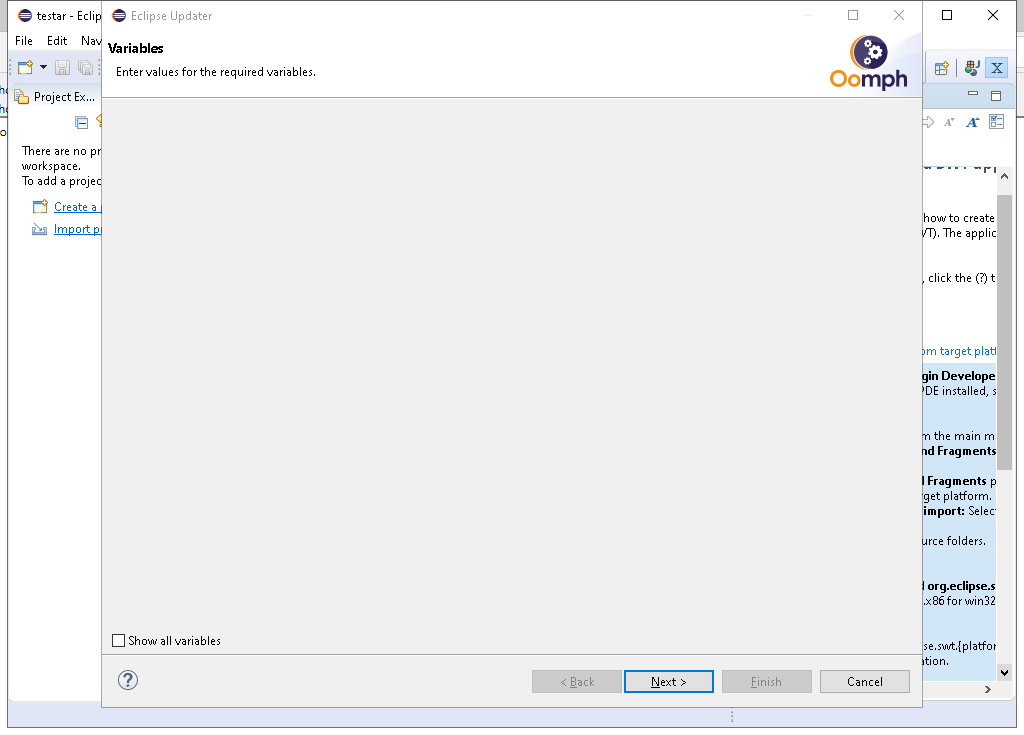 testar - Eclip
Eclipse Updater
File Edit Nav
Variables
Enter values for the required variables.
Oomph
Project Ex...
There are no pr
workspace.
To add a projec
Create a
Import pr
how to create
/T). The applic
, click the (?) t
om target platf
gin Develope
PDE installed, s
m the main m
nd Fragments
Fragments p
rget platform.
import: Selec
urce folders.
org.eclipse.s
.x86 for win32
se.swt.{platfor
ation.
Show all variables
< Back
Next >
Finish
Cancel